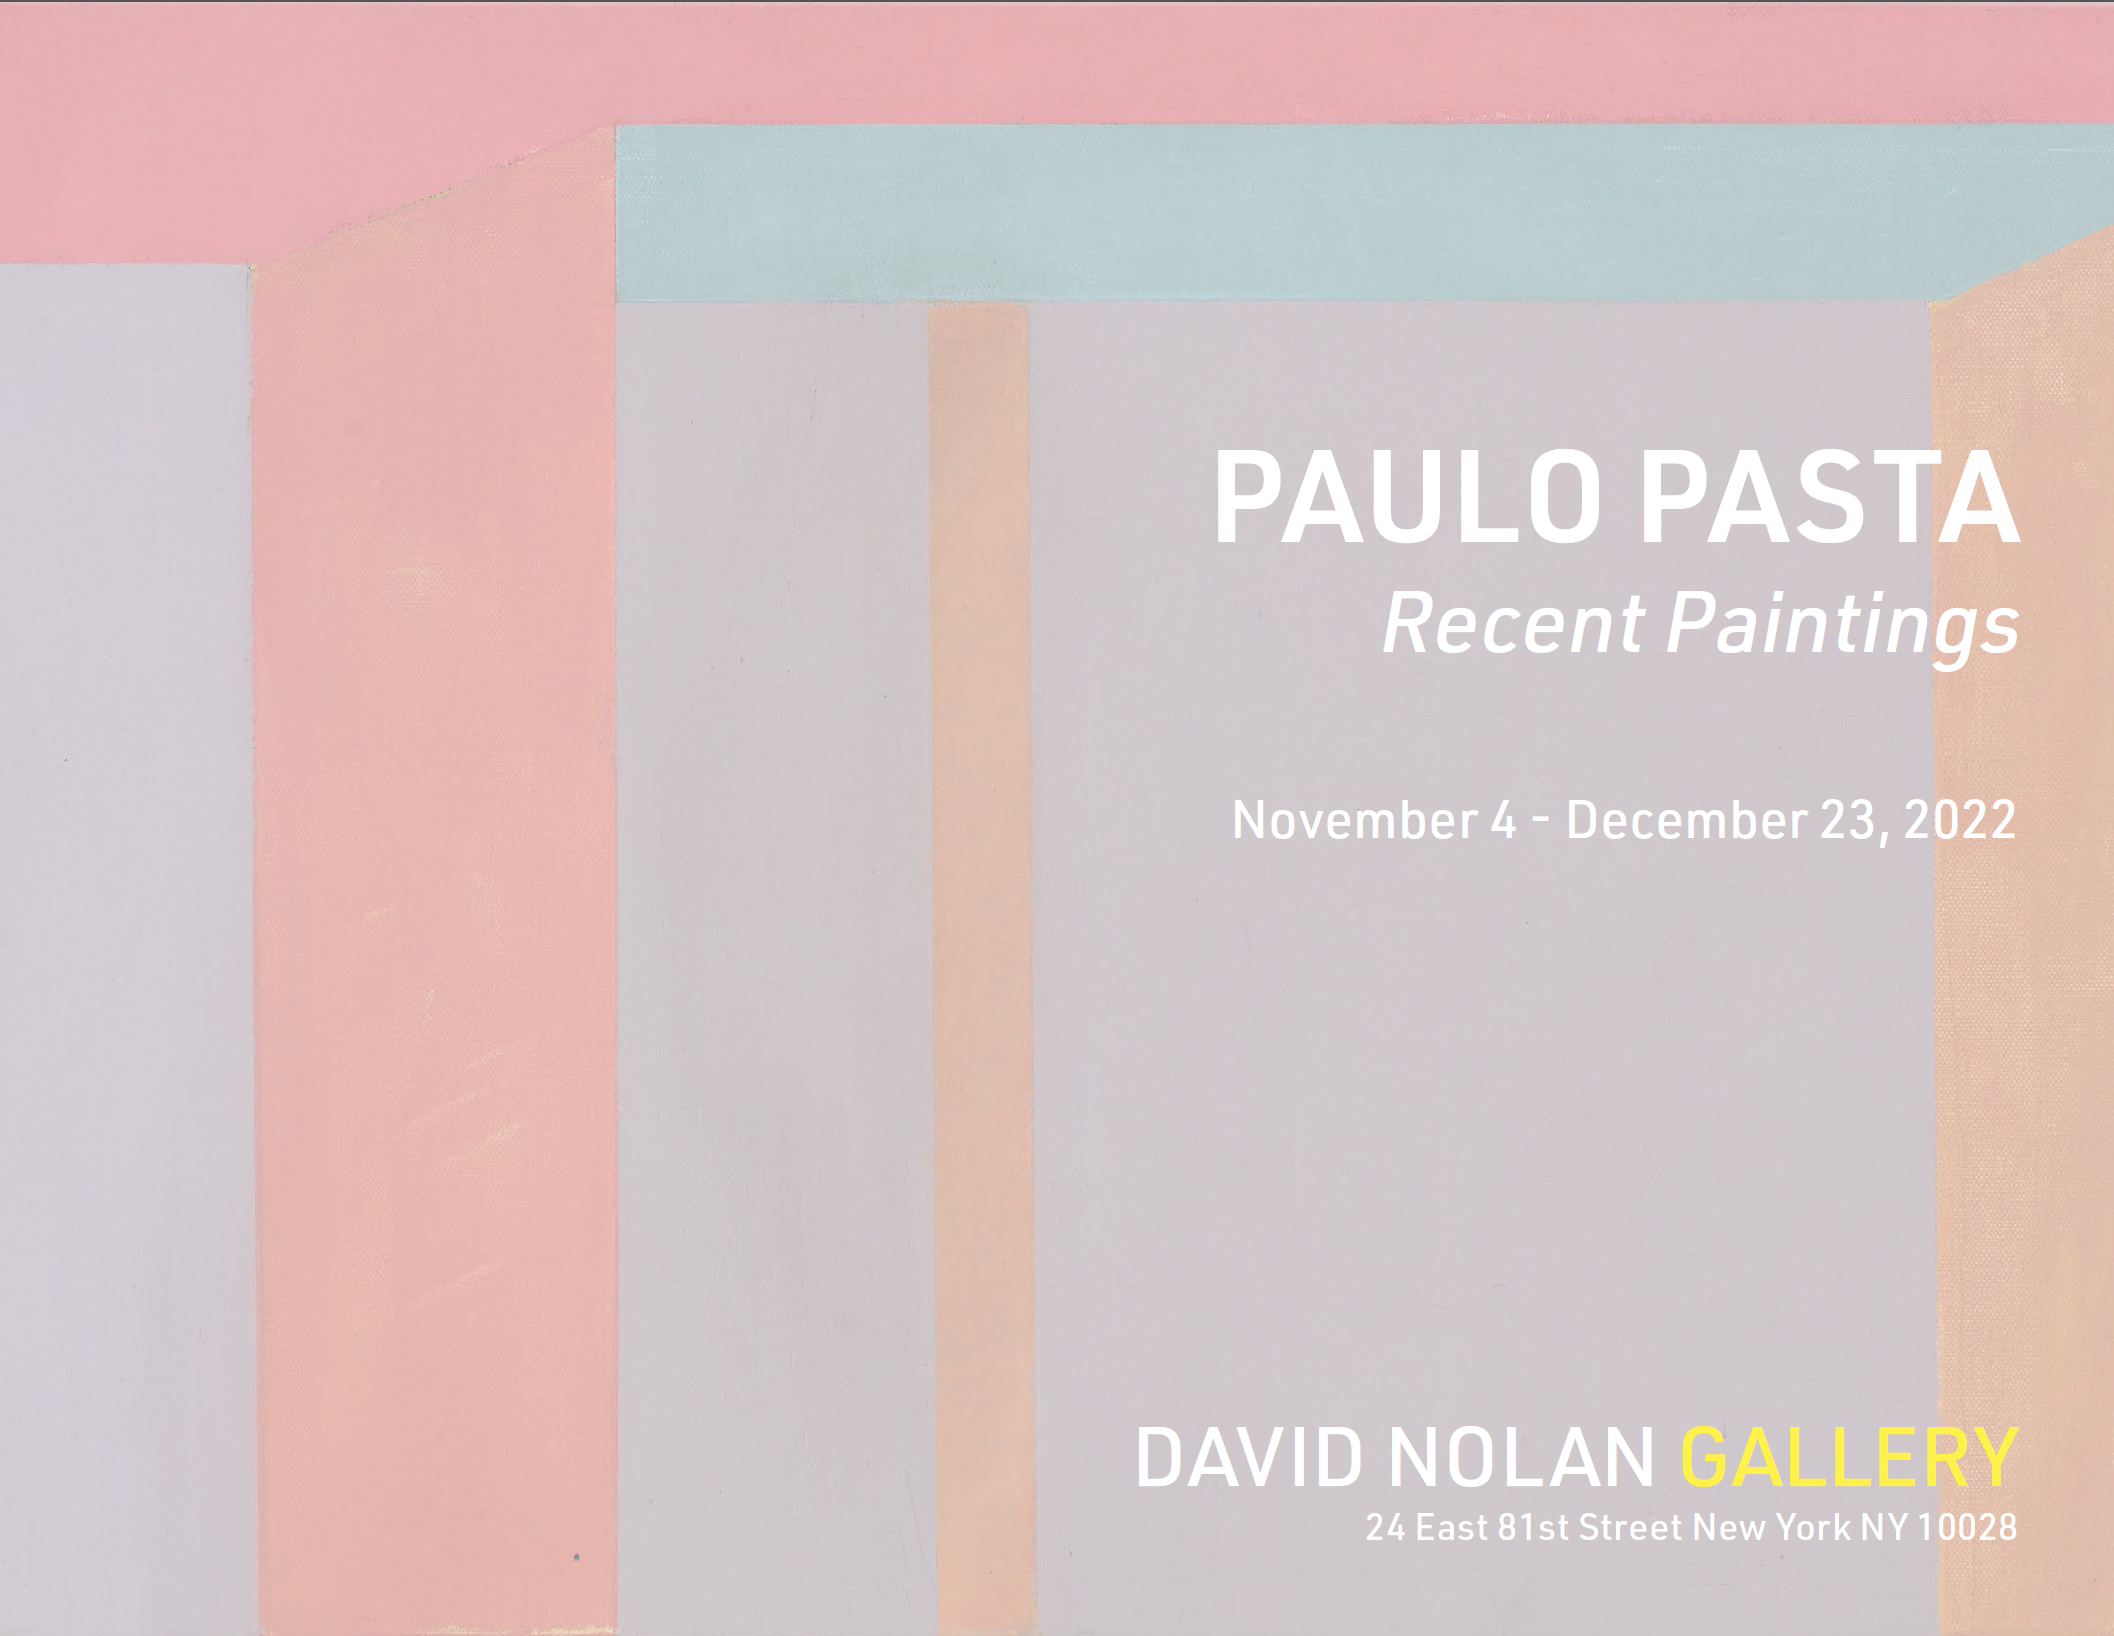 PAULO PASTA
Recent Paintings
November 4 - December 23, 2022
DAVID NOLAN GALLERY
24 East 81st Street New York NY 10028